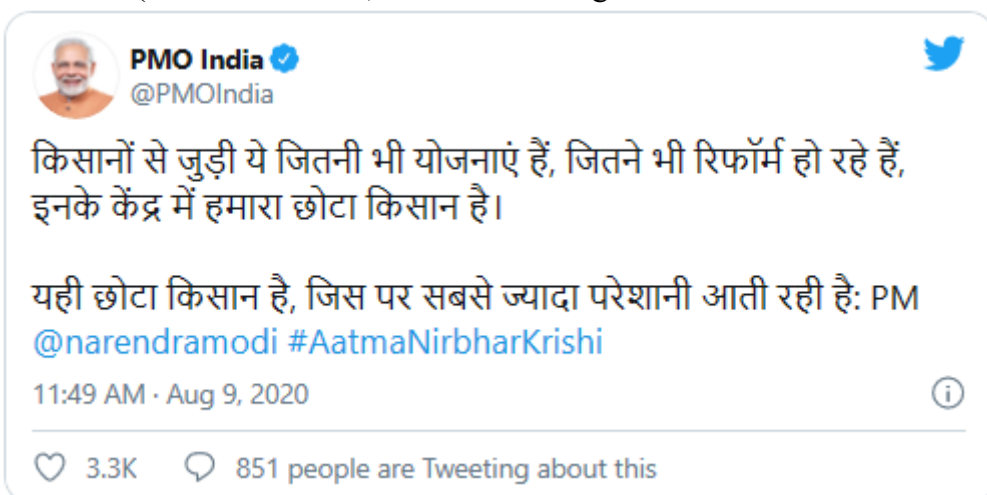 PMO India
@PMOIndia
किसानों से जुड़ी ये जितनी भी योजनाएं हैं, जितने भी रिफॉर्म हो रहे हैं,
इनके केंद्र में हमारा छोटा किसान है।
यही छोटा किसान है, जिस पर सबसे ज्यादा परेशानी आती रही है: PM
@narendramodi #AatmaNirbharKrishi
11:49 AM · Aug 9, 2020
3.3K 851 people are Tweeting about this